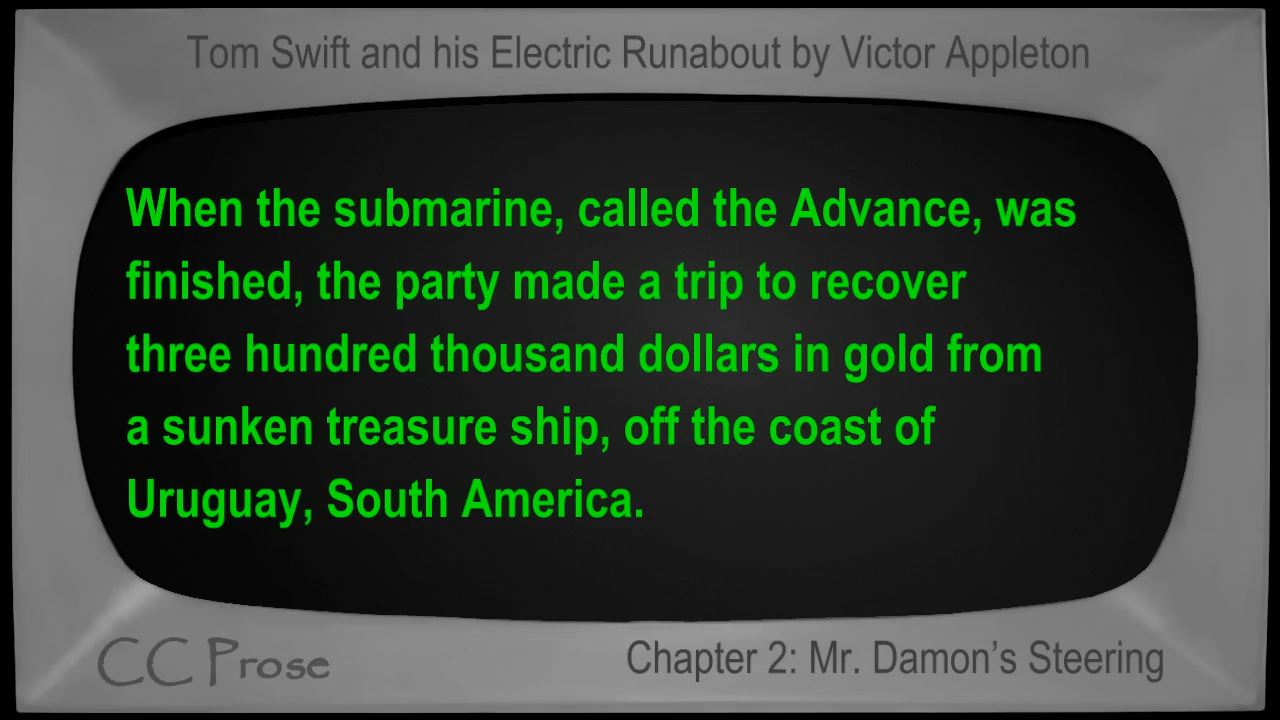 Tom Swift and his Electric Runabout by Victor Appleton
When the submarine, called the Advance, was
finished, the party made a trip to recover
three hundred thousand dollars in gold from
a sunken treasure ship, off the coast of
Uruguay, South America.
CC Prose
Chapter 2: Mr. Damon’s Steering